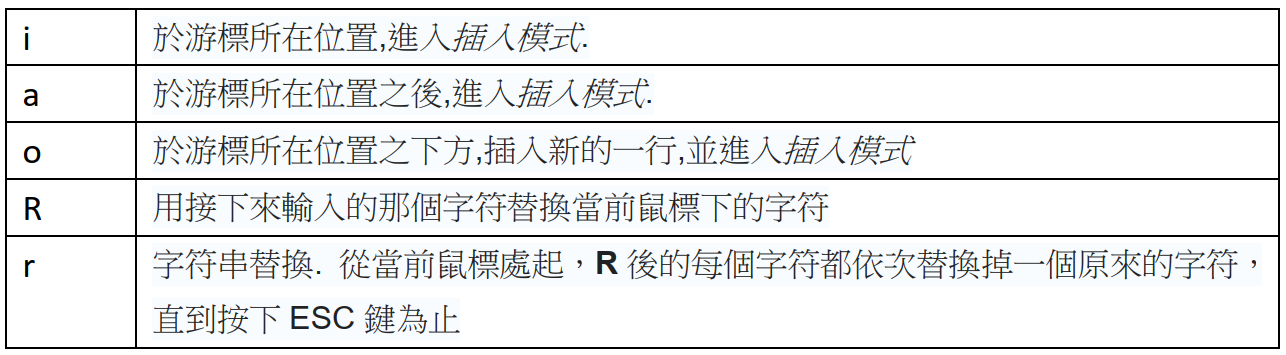 i 於游標所在位置,進入插入模式.
a 於游標所在位置之後,進入插入模式.
o 於游標所在位置之下方,插入新的一行,並進入插入模式
R 用接下來輸入的那個字符替換當前鼠標下的字符
r 字符串替換. 從當前鼠標處起，R 後的每個字符都依次替換掉一個原來的字符，
直到按下 ESC 鍵為止